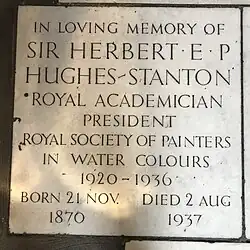 IN LOVING MEMORY OF
SIR HERBERT · E · P
HUGHES-STANTON
ROYAL ACADEMICIAN
PRESIDENT
ROYAL SOCIETY OF PAINTERS
IN WATER COLOURS
1920-1936
BORN 21 NOV DIED 2 AUG
1870 1937